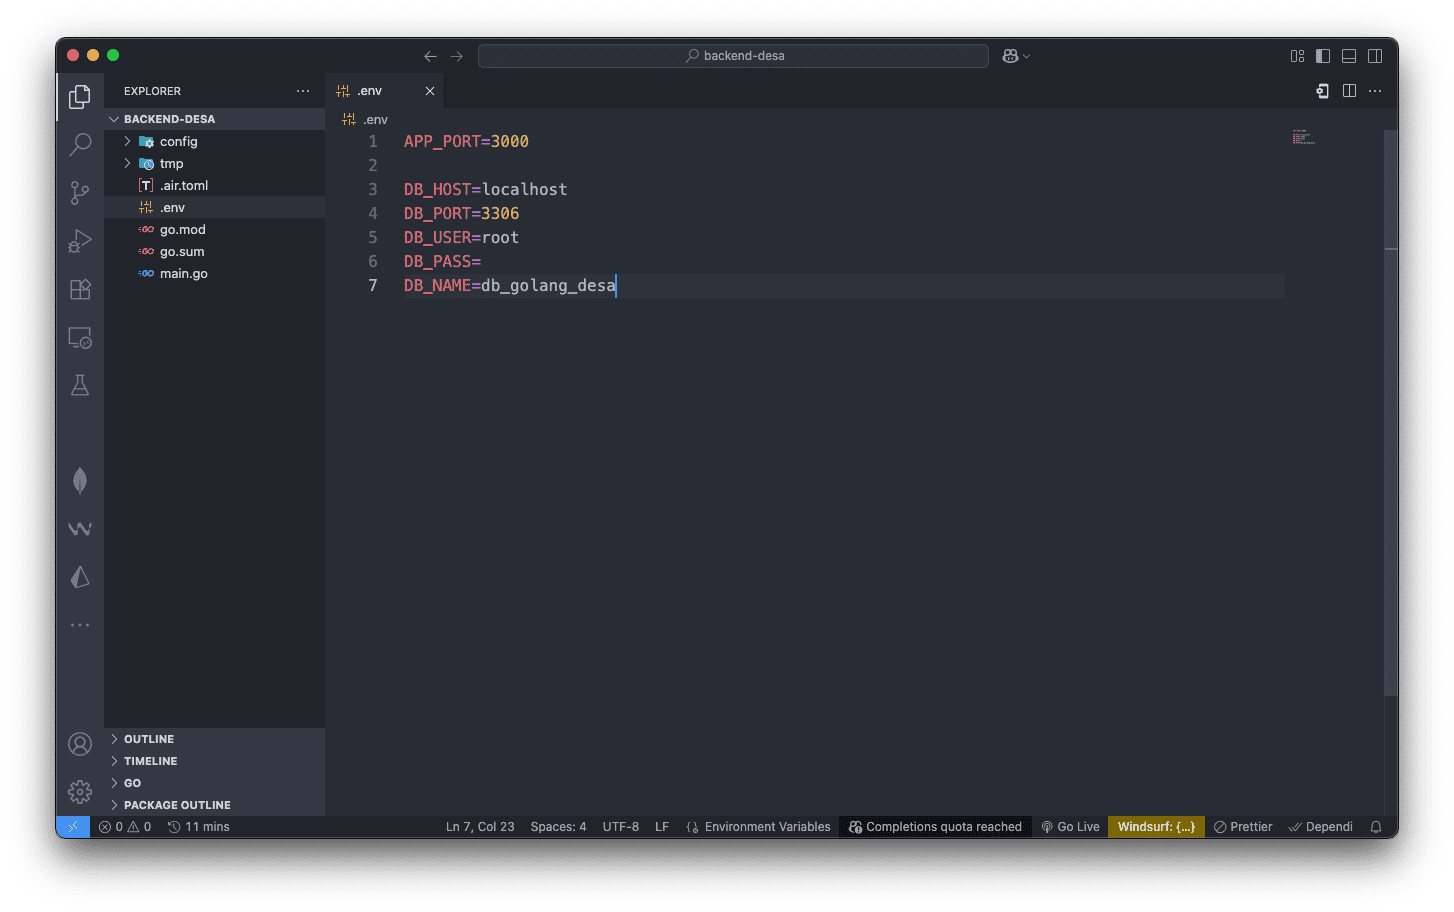 backend-desa
EXPLORER
.env
BACKEND-DESA
config
tmp
.air.toml
.env
go.mod
go.sum
main.go
.env
1 APP_PORT=3000
2
3 DB_HOST=localhost
4 DB_PORT=3306
5 DB_USER=root
6 DB_PASS=
7 DB_NAME=db_golang_desa
OUTLINE
TIMELINE
GO
PACKAGE OUTLINE
0 0 11 mins Ln 7, Col 23 Spaces: 4 UTF-8 LF Environment Variables Completions quota reached Go Live Windsurf: {...} Prettier Dependi